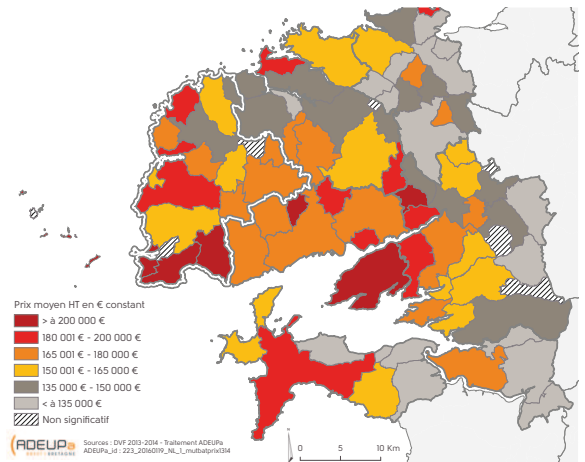 Prix moyen HT en € constant
> à 200 000 €
180 001 € - 200 000 €
165 001 € - 180 000 €
150 001 € - 165 000 €
135 000 € - 150 000 €
< à 135 000 €
Non significatif
ADEUPa
BREST BRETAGNE
Sources : DVF 2013-2014 - Traitement ADEUPa
ADEUPa_id : 223_20160119_NL_1_mutbatprix1314
0 5 10 Km